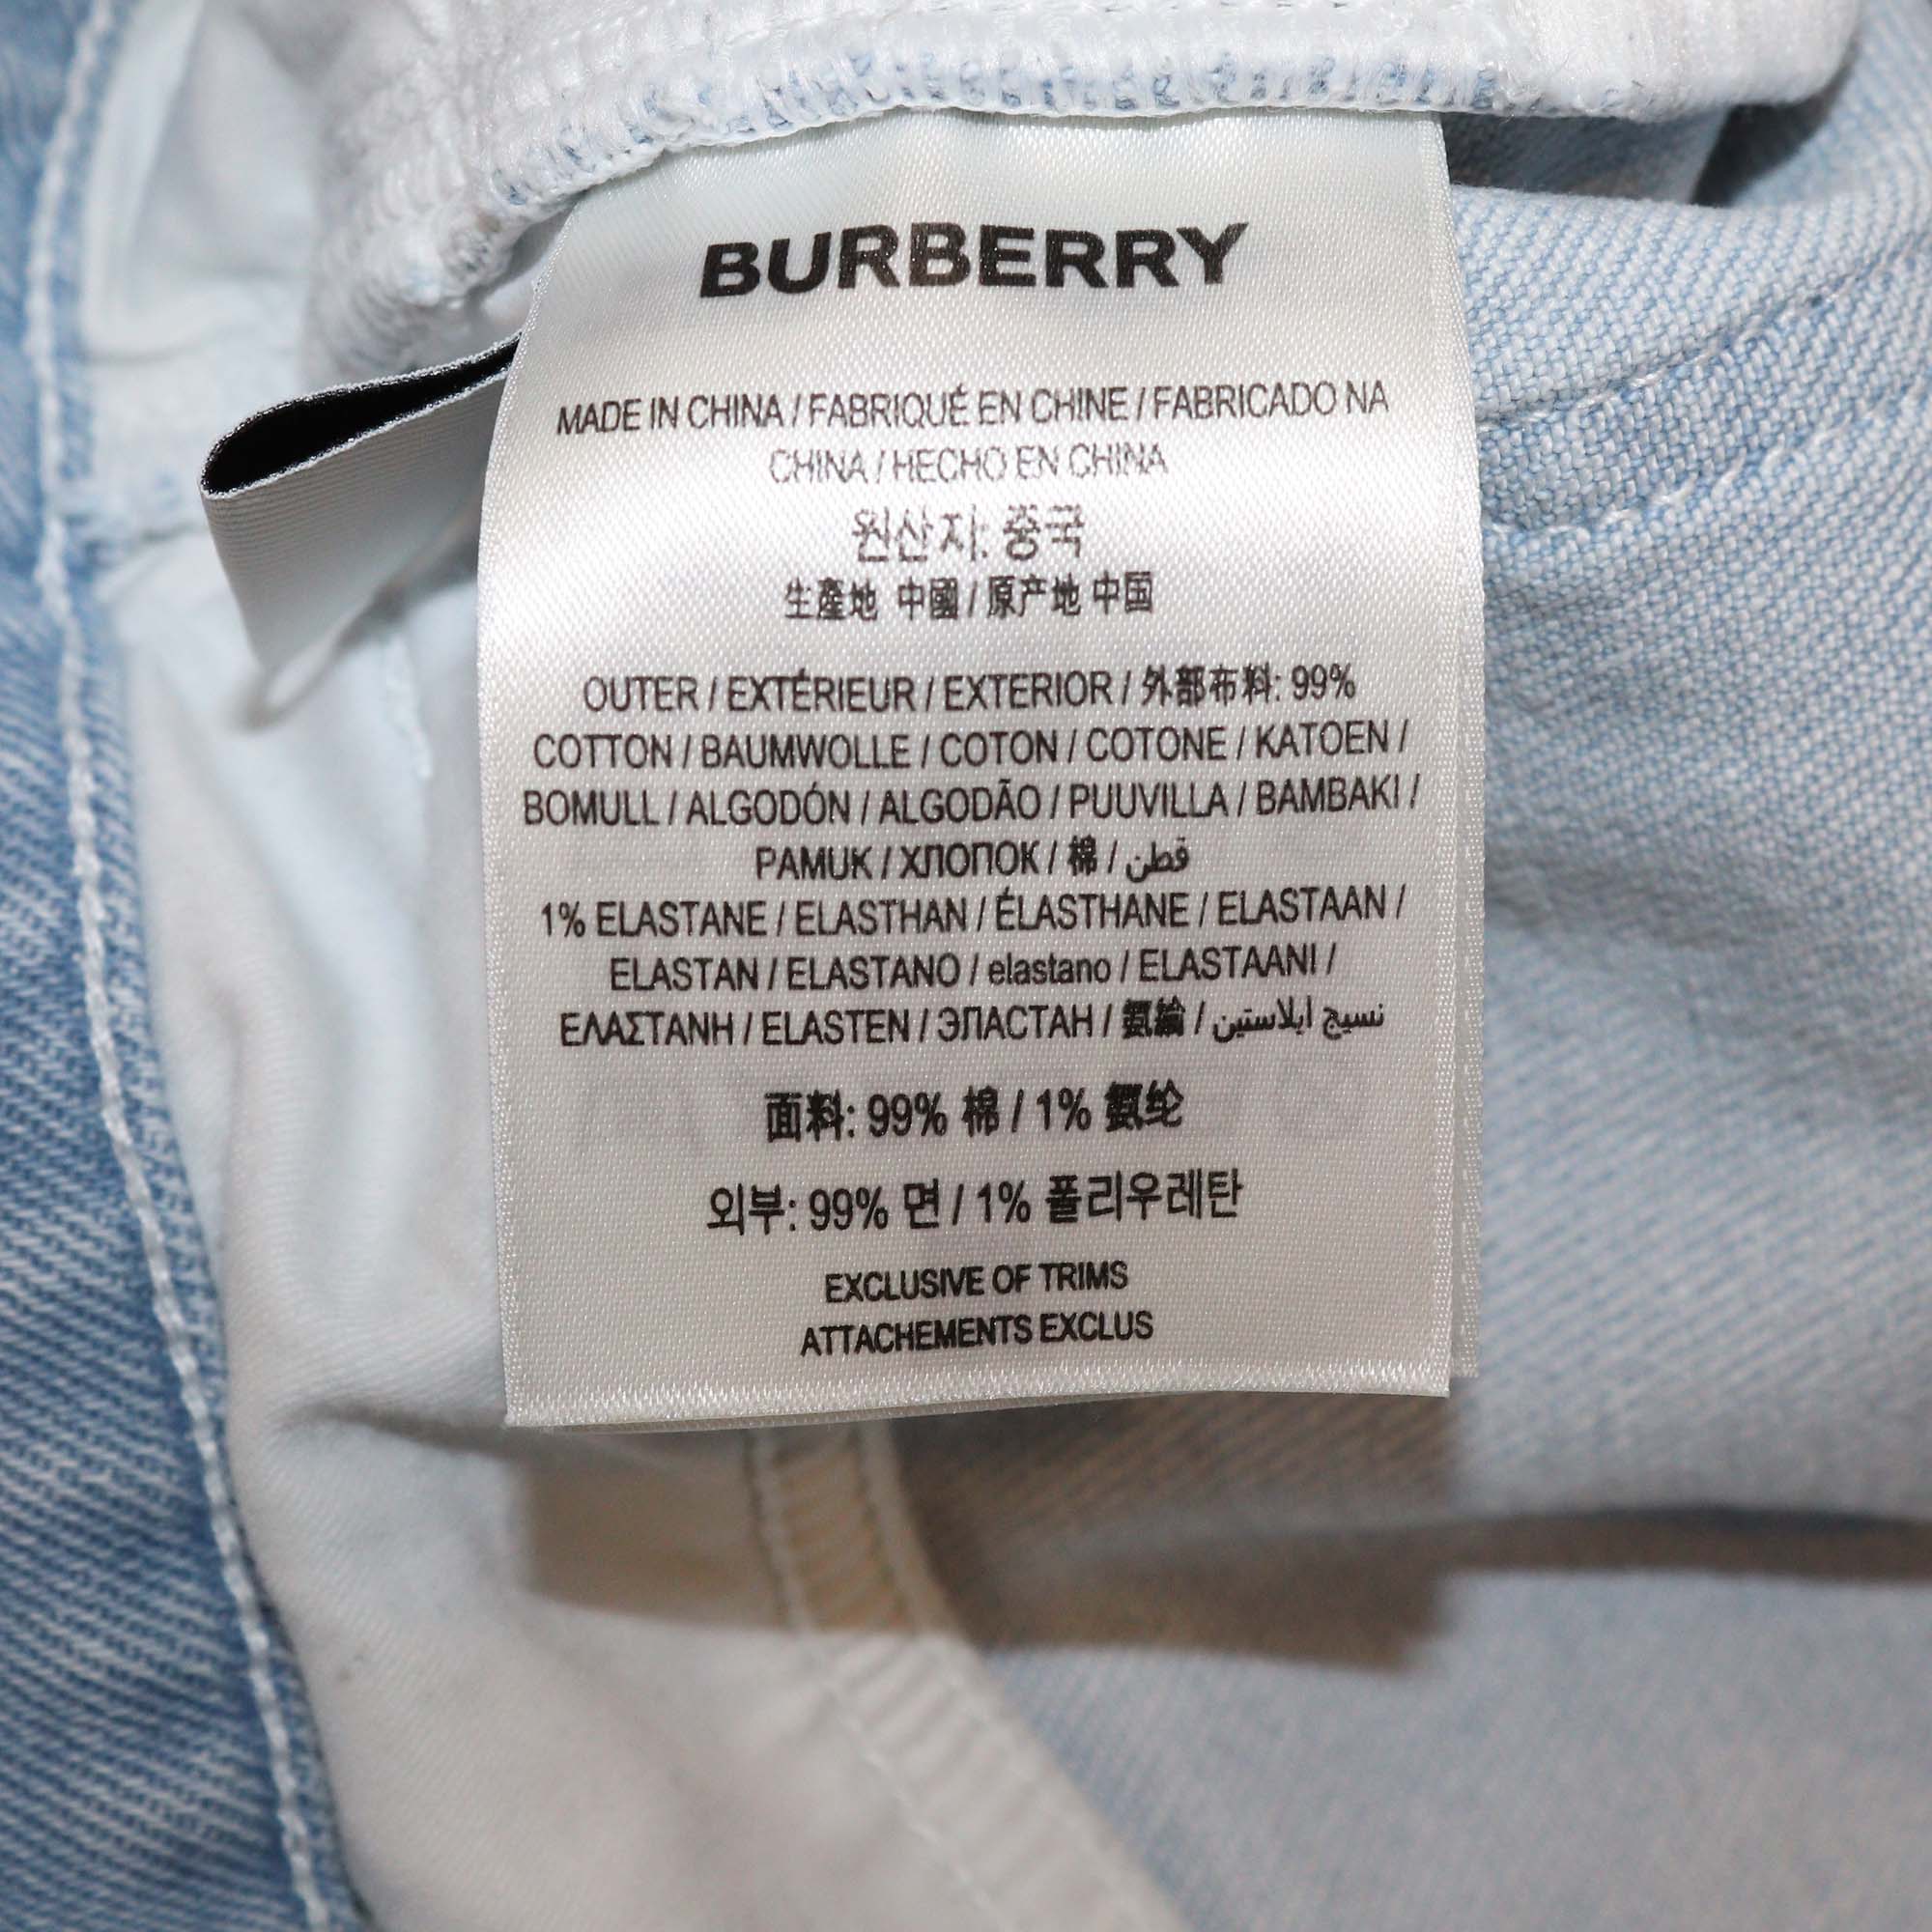 BURBERRY
MADE IN CHINA / FABRIQUÉ EN CHINE / FABRICADO NA
CHINA / HECHO EN CHINA
원산지: 중국
生產地 中國 / 原产地 中国
OUTER / EXTÉRIEUR / EXTERIOR / 外部布料: 99%
COTTON / BAUMWOLLE / COTON / COTONE / KATOEN /
BOMULL / ALGODÓN / ALGODÃO / PUUVILLA / BAMBAKI /
PAMUK / ХЛОПОК / 棉 / قطن
1% ELASTANE / ELASTHAN / ÉLASTHANE / ELASTAAN /
ELASTAN / ELASTANO / elastano / ELASTAANI /
ΕΛΑΣΤΑΝΗ / ELASTEN / ЭЛАСТАН / 氨綸 / نسيج ايلاستين
面料: 99% 棉 / 1% 氨纶
외부: 99% 면 / 1% 폴리우레탄
EXCLUSIVE OF TRIMS
ATTACHEMENTS EXCLUS